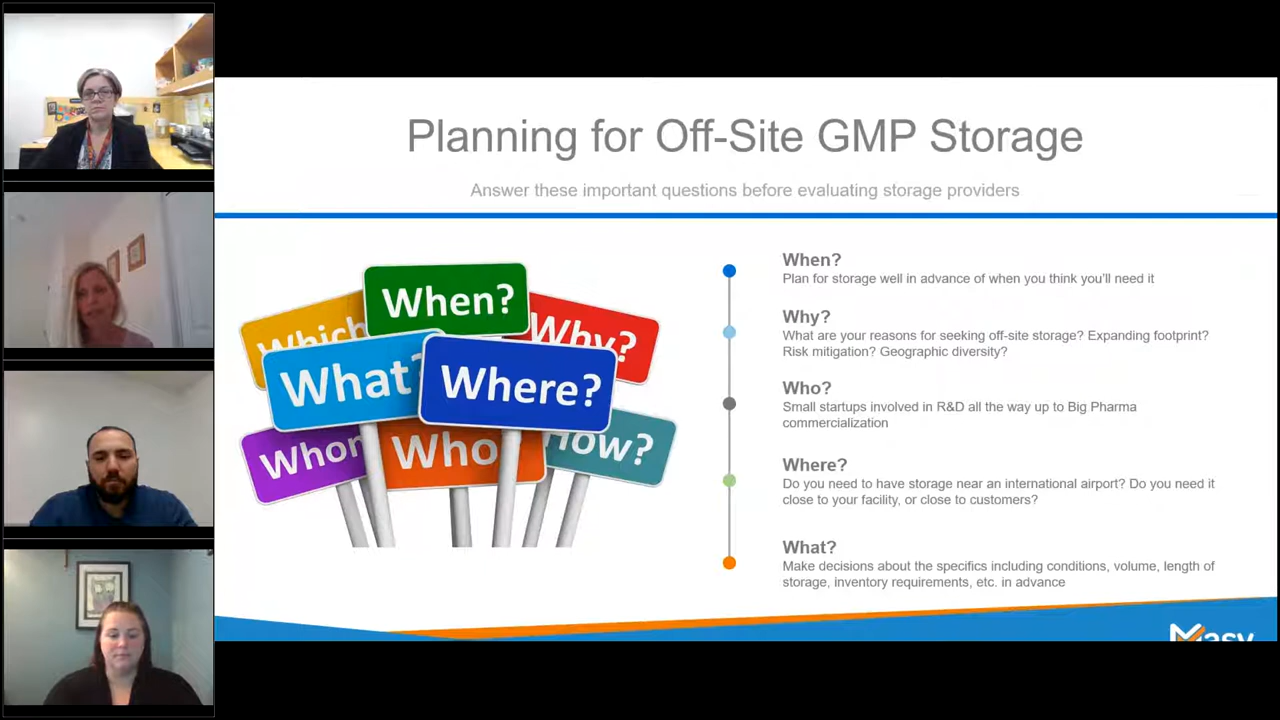 Planning for Off-Site GMP Storage
Answer these important questions before evaluating storage providers
When?
Which
Why?
What?
Where?
Whom
Who
How?
When?
Plan for storage well in advance of when you think you'll need it
Why?
What are your reasons for seeking off-site storage? Expanding footprint?
Risk mitigation? Geographic diversity?
Who?
Small startups involved in R&D all the way up to Big Pharma
commercialization
Where?
Do you need to have storage near an international airport? Do you need it
close to your facility, or close to customers?
What?
Make decisions about the specifics including conditions, volume, length of
storage, inventory requirements, etc. in advance
Masy